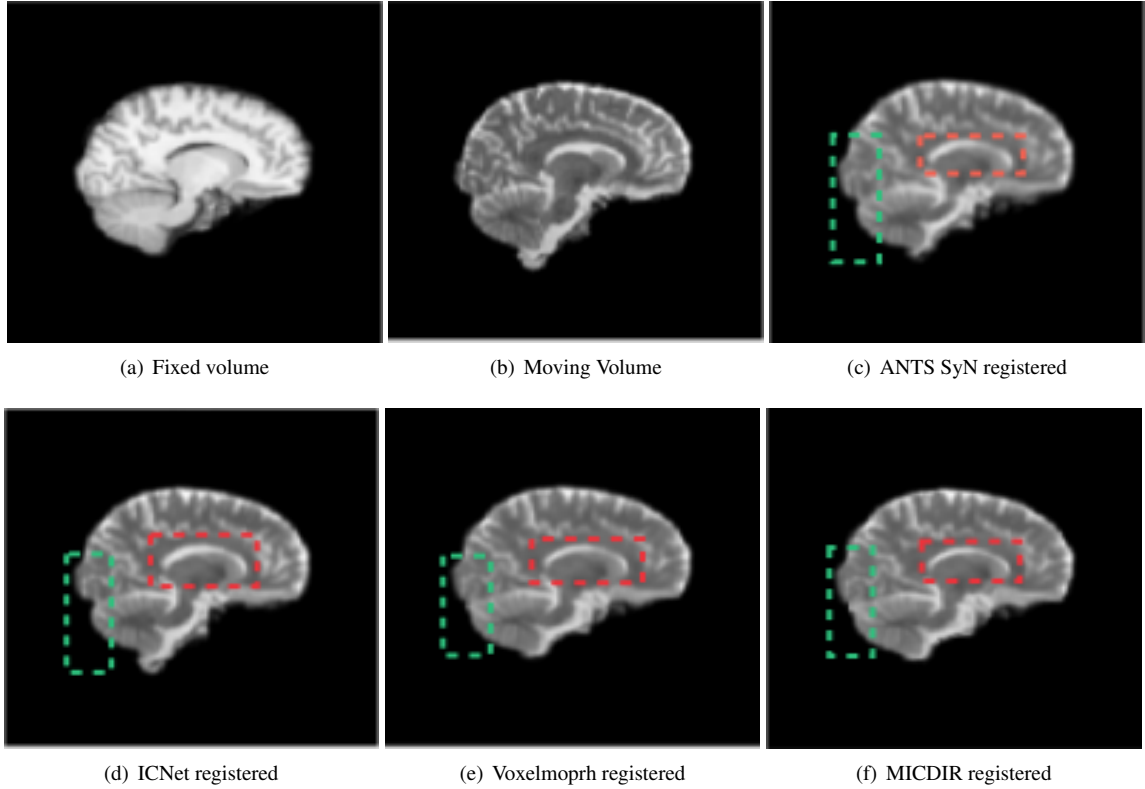 (a) Fixed volume
(b) Moving Volume
(c) ANTS SyN registered
(d) ICNet registered
(e) Voxelmoprh registered
(f) MICDIR registered